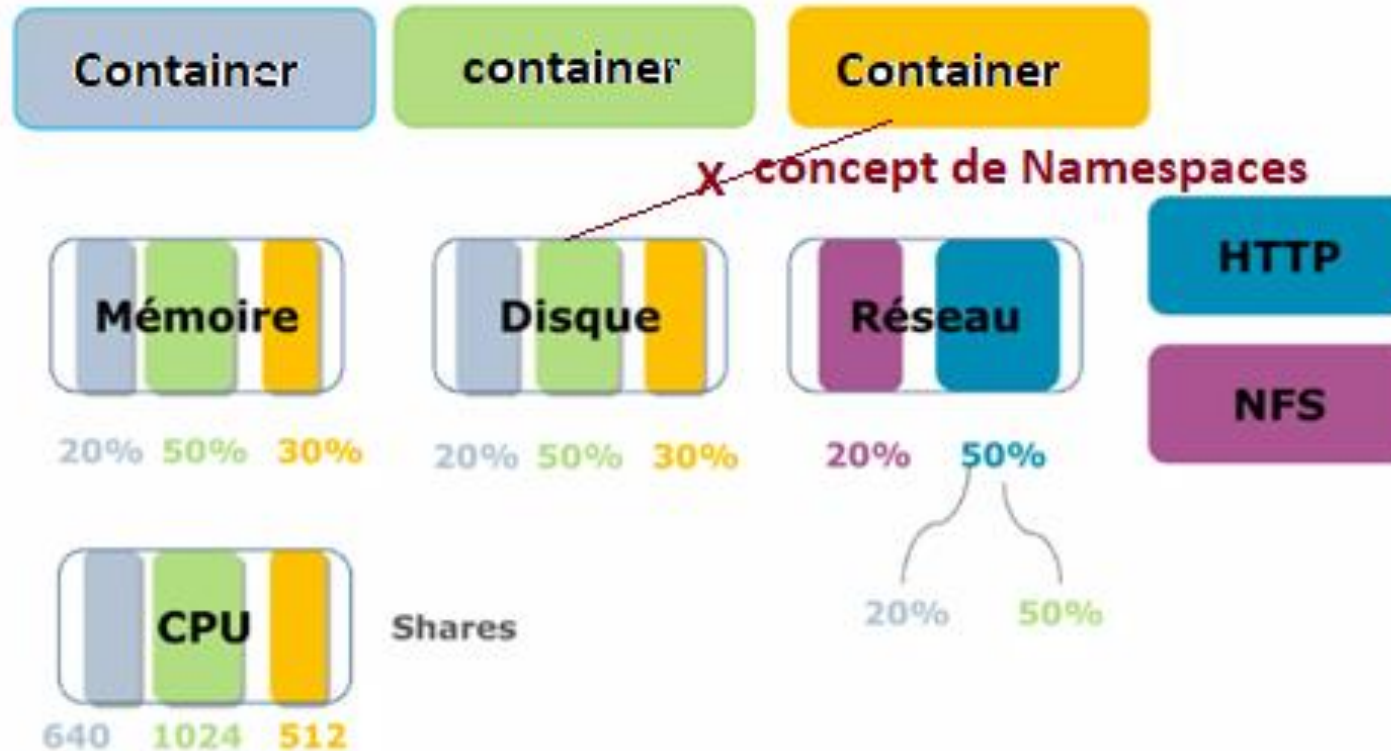 Container
container
Container
X concept de Namespaces
HTTP
Mémoire
Disque
Réseau
NFS
20% 50% 30%
20% 50% 30%
20% 50%
20% 50%
CPU
Shares
640 1024 512